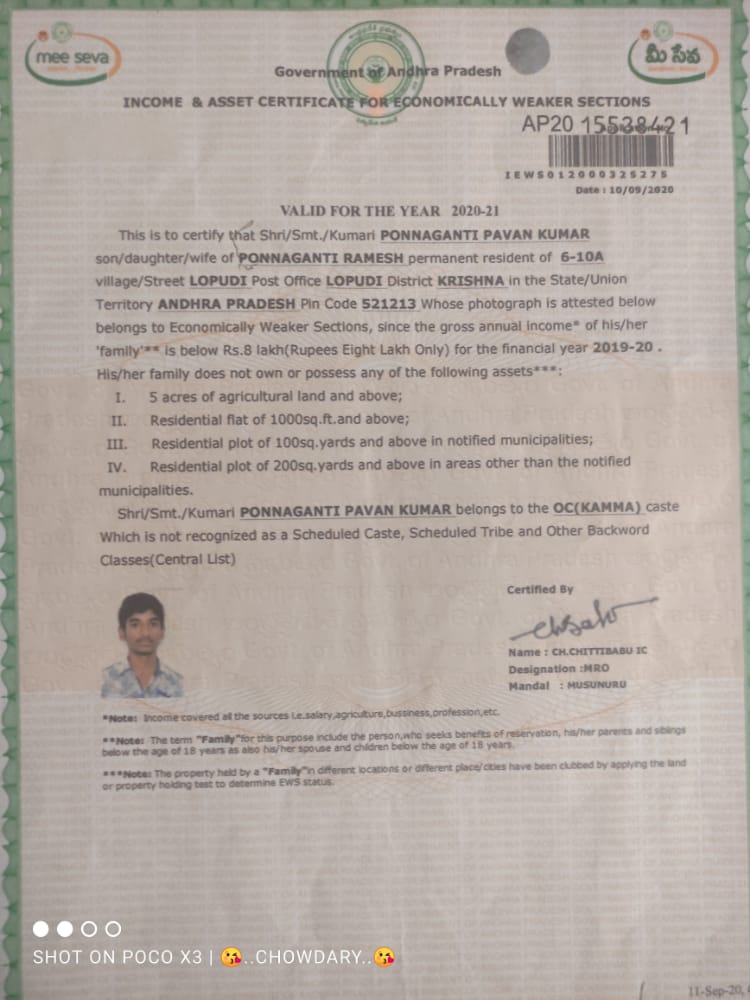 mee seva
మీ సేవ
Government of Andhra Pradesh
INCOME & ASSET CERTIFICATE FOR ECONOMICALLY WEAKER SECTIONS
AP20 15538421
IEWS012000325275
Date : 10/09/2020
VALID FOR THE YEAR 2020-21
This is to certify that Shri/Smt./Kumari PONNAGANTI PAVAN KUMAR
son/daughter/wife of PONNAGANTI RAMESH permanent resident of 6-10A
village/Street LOPUDI Post Office LOPUDI District KRISHNA in the State/Union
Territory ANDHRA PRADESH Pin Code 521213 Whose photograph is attested below
belongs to Economically Weaker Sections, since the gross annual income* of his/her
'family'** is below Rs.8 lakh(Rupees Eight Lakh Only) for the financial year 2019-20 .
His/her family does not own or possess any of the following assets***:
I. 5 acres of agricultural land and above;
II. Residential flat of 1000sq.ft.and above;
III. Residential plot of 100sq.yards and above in notified municipalities;
IV. Residential plot of 200sq.yards and above in areas other than the notified
municipalities.
Shri/Smt./Kumari PONNAGANTI PAVAN KUMAR belongs to the OC(KAMMA) caste
Which is not recognized as a Scheduled Caste, Scheduled Tribe and Other Backword
Classes(Central List)
Certified By
Name : CH.CHITTIBABU IC
Designation :MRO
Mandal : MUSUNURU
*Note: Income covered all the sources i.e.salary,agriculture,bussiness,profession,etc.
**Note: The term "Family"for this purpose include the person,who seeks benefits of reservation, his/her parents and siblings
below the age of 18 years as also his/her spouse and children below the age of 18 years.
***Note: The property held by a "Family"in different locations or different place/cities have been clubbed by applying the land
or property holding test to determine EWS status.
SHOT ON POCO X3 | 😘..CHOWDARY..😘
11-Sep-20,